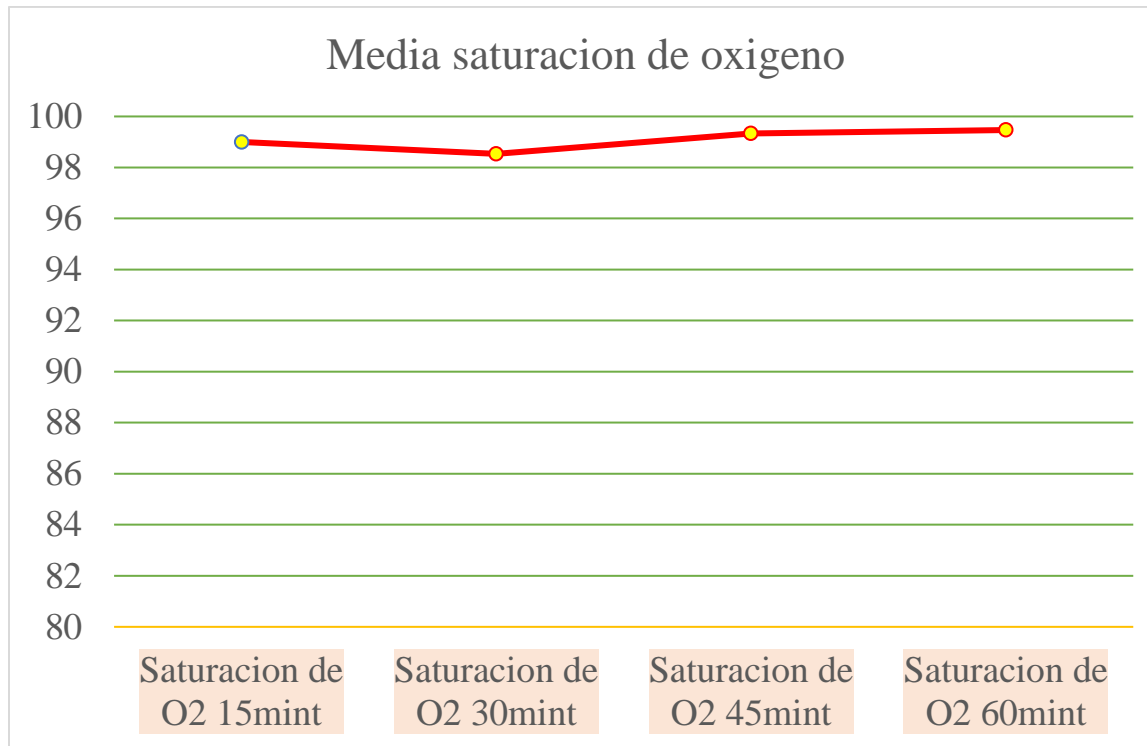 Media saturacion de oxigeno
100
98
96
94
92
90
88
86
84
82
80
Saturacion de
O2 15mint
Saturacion de
O2 30mint
Saturacion de
O2 45mint
Saturacion de
O2 60mint